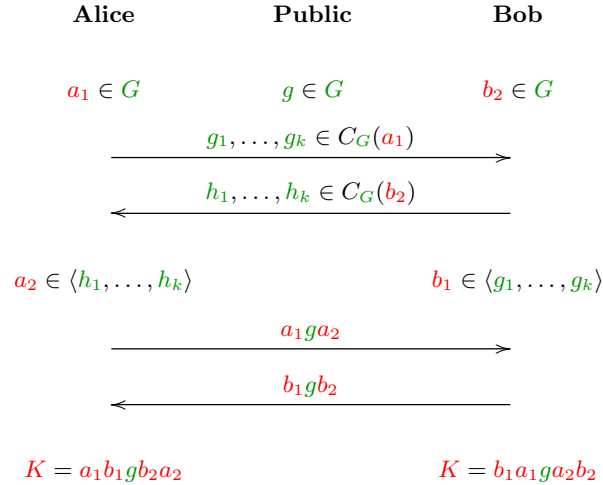 Alice Public Bob
a₁ ∈ G g ∈ G b₂ ∈ G
g₁, . . . , gₖ ∈ C_G(a₁)
h₁, . . . , hₖ ∈ C_G(b₂)
a₂ ∈ ⟨h₁, . . . , hₖ⟩ b₁ ∈ ⟨g₁, . . . , gₖ⟩
a₁ga₂
b₁gb₂
K = a₁b₁gb₂a₂ K = b₁a₁ga₂b₂